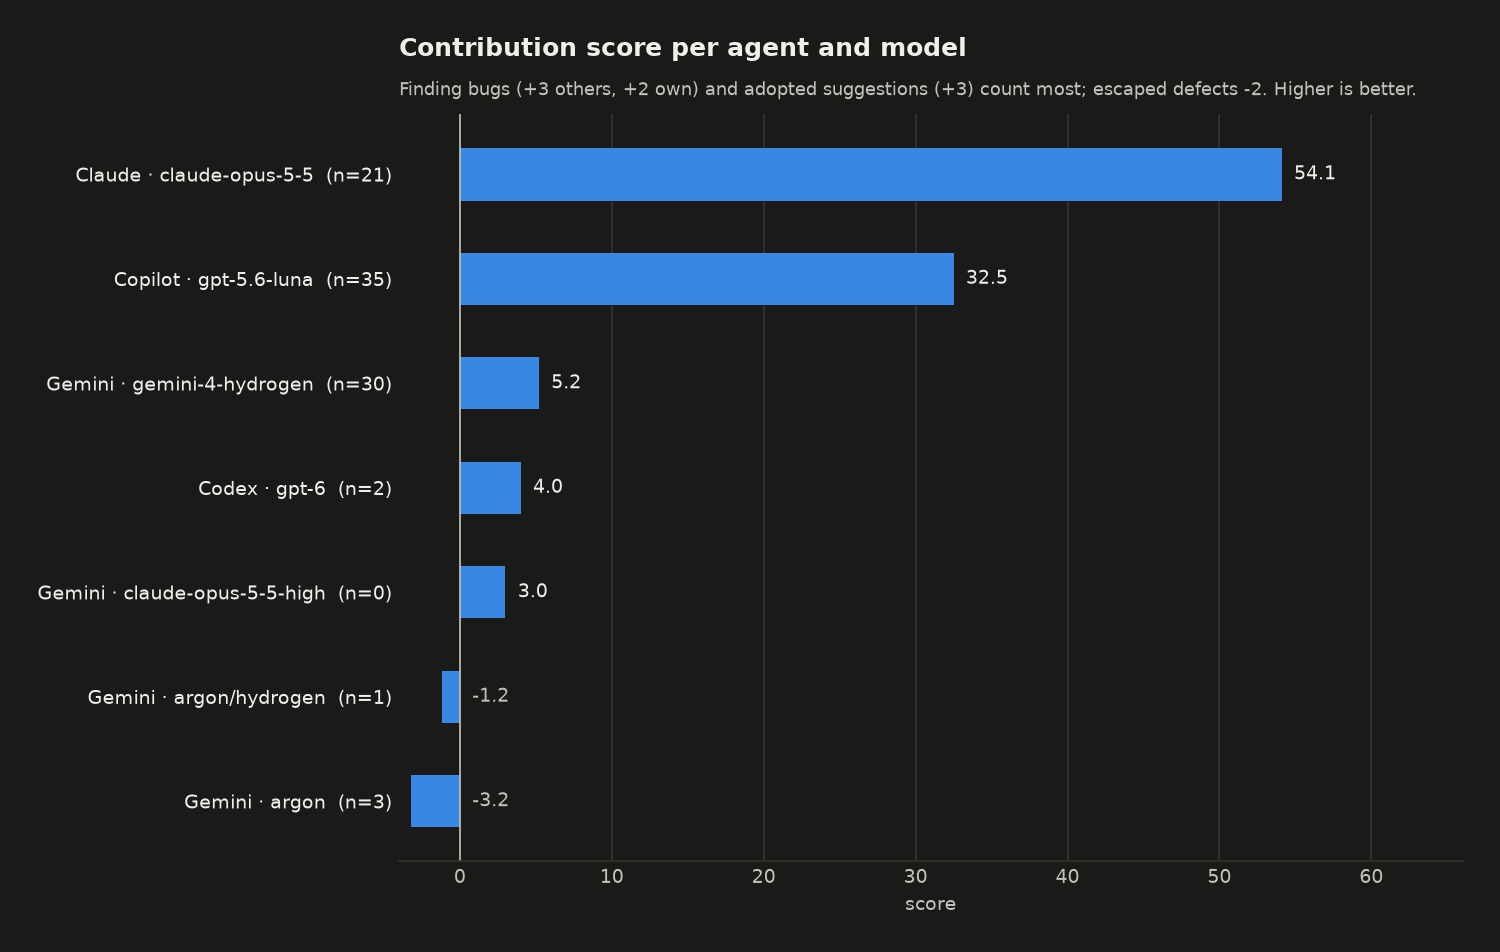 Contribution score per agent and model
Finding bugs (+3 others, +2 own) and adopted suggestions (+3) count most; escaped defects -2. Higher is better.
Claude · claude-opus-5-5 (n=21) 54.1
Copilot · gpt-5.6-luna (n=35) 32.5
Gemini · gemini-4-hydrogen (n=30) 5.2
Codex · gpt-6 (n=2) 4.0
Gemini · claude-opus-5-5-high (n=0) 3.0
Gemini · argon/hydrogen (n=1) -1.2
Gemini · argon (n=3) -3.2
0 10 20 30 40 50 60
score